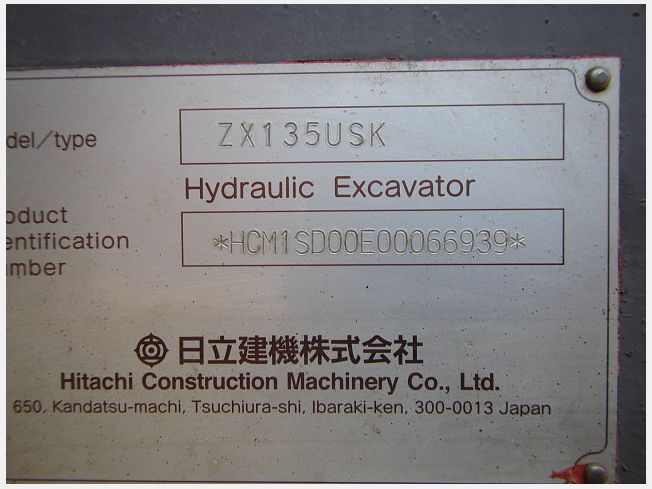 del/type
ZX135USK
Hydraulic Excavator
oduct
entification
mber
*HCM1SD00E00066939*
日立建機株式会社
Hitachi Construction Machinery Co., Ltd.
650, Kandatsu-machi, Tsuchiura-shi, Ibaraki-ken, 300-0013 Japan